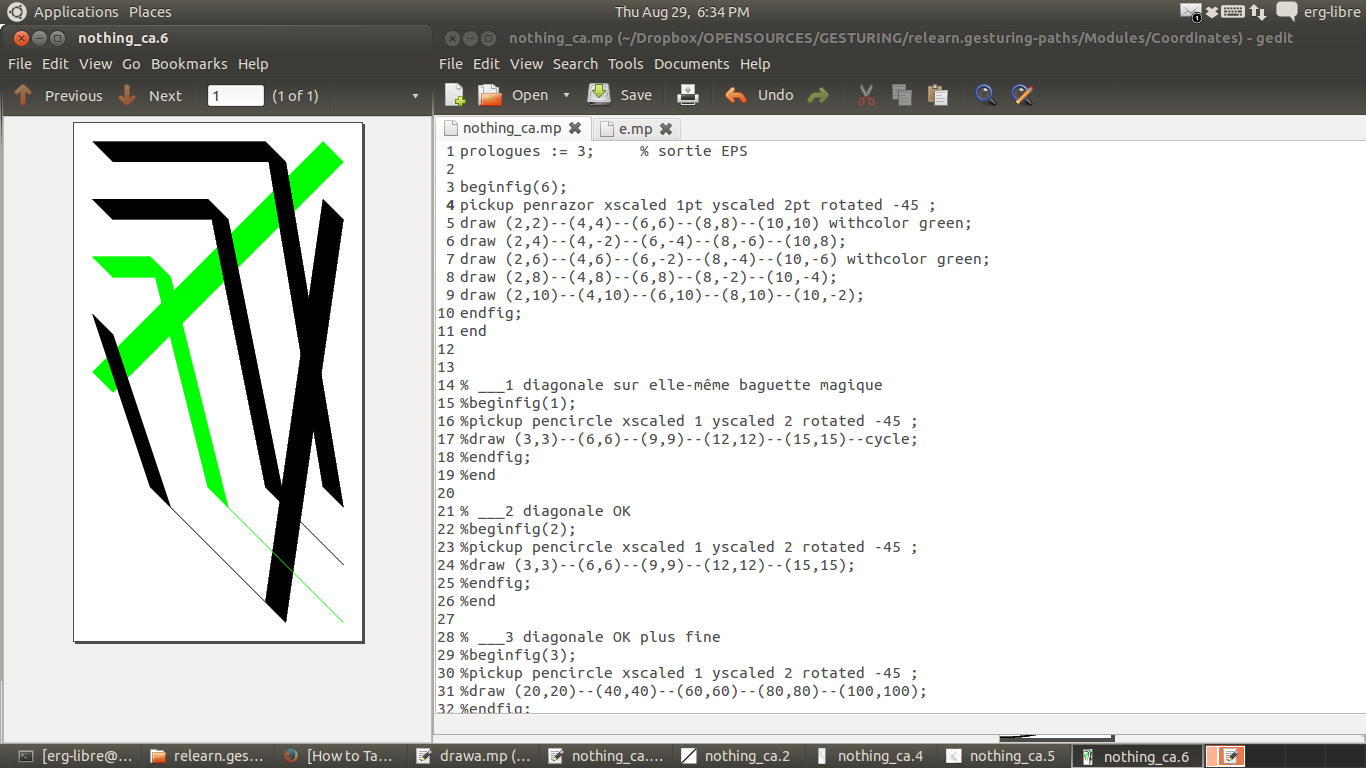 Applications Places Thu Aug 29, 6:34 PM 1 erg-libre
nothing_ca.6
File Edit View Go Bookmarks Help
Previous Next 1 (1 of 1)
nothing_ca.mp (~/Dropbox/OPENSOURCES/GESTURING/relearn.gesturing-paths/Modules/Coordinates) - gedit
File Edit View Search Tools Documents Help
Open Save Undo
nothing_ca.mp e.mp
1 prologues := 3; % sortie EPS
2
3 beginfig(6);
4 pickup penrazor xscaled 1pt yscaled 2pt rotated -45 ;
5 draw (2,2)--(4,4)--(6,6)--(8,8)--(10,10) withcolor green;
6 draw (2,4)--(4,-2)--(6,-4)--(8,-6)--(10,8);
7 draw (2,6)--(4,6)--(6,-2)--(8,-4)--(10,-6) withcolor green;
8 draw (2,8)--(4,8)--(6,8)--(8,-2)--(10,-4);
9 draw (2,10)--(4,10)--(6,10)--(8,10)--(10,-2);
10 endfig;
11 end
12
13
14 % ___1 diagonale sur elle-même baguette magique
15 %beginfig(1);
16 %pickup pencircle xscaled 1 yscaled 2 rotated -45 ;
17 %draw (3,3)--(6,6)--(9,9)--(12,12)--(15,15)--cycle;
18 %endfig;
19 %end
20
21 % ___2 diagonale OK
22 %beginfig(2);
23 %pickup pencircle xscaled 1 yscaled 2 rotated -45 ;
24 %draw (3,3)--(6,6)--(9,9)--(12,12)--(15,15);
25 %endfig;
26 %end
27
28 % ___3 diagonale OK plus fine
29 %beginfig(3);
30 %pickup pencircle xscaled 1 yscaled 2 rotated -45 ;
31 %draw (20,20)--(40,40)--(60,60)--(80,80)--(100,100);
32 %endfig;
[erg-libre@... relearn.ges... [How to Ta... drawa.mp (... nothing_ca.... nothing_ca.2 nothing_ca.4 nothing_ca.5 nothing_ca.6